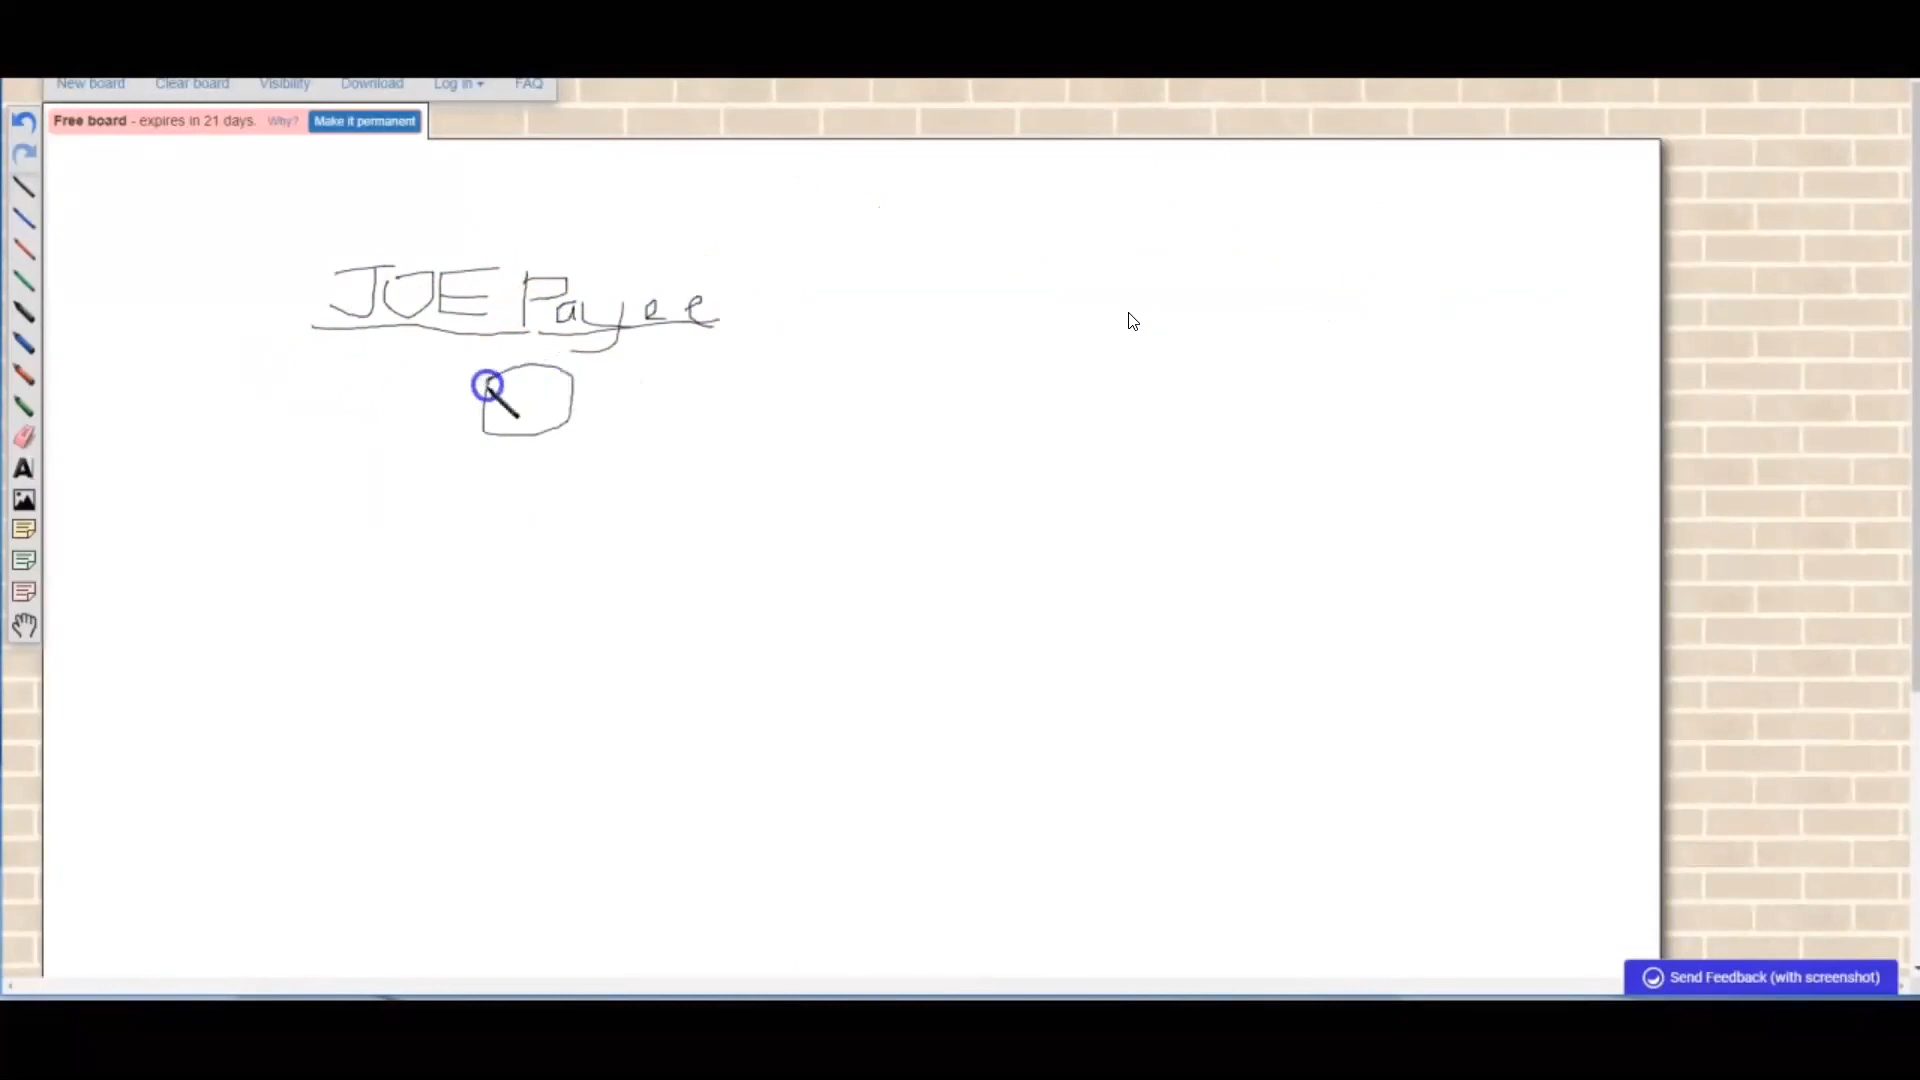 New board Clear board Visibility Download Log in FAQ
Free board - expires in 21 days. Why? Make it permanent
JOE Payee
A
Send Feedback (with screenshot)